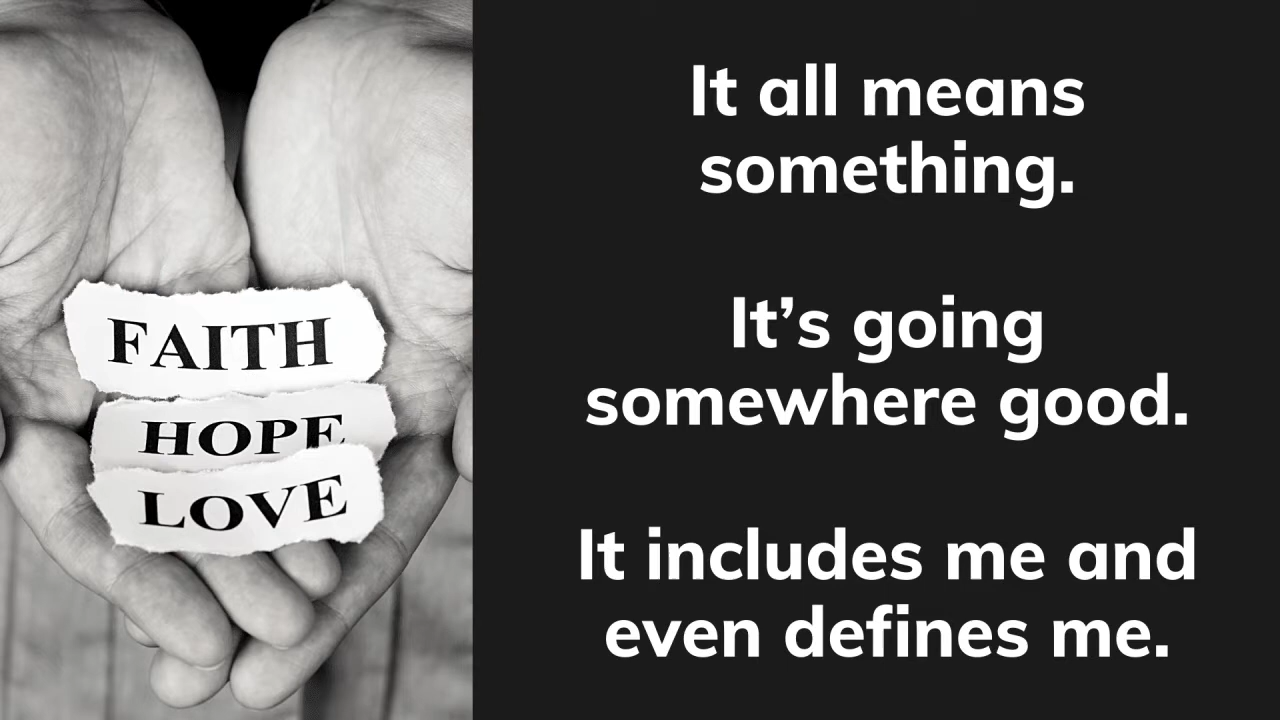 FAITH
HOPE
LOVE
It all means
something.
It’s going
somewhere good.
It includes me and
even defines me.